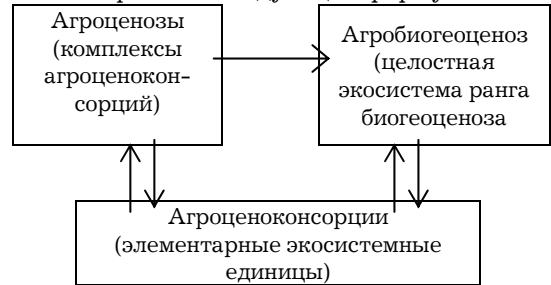 Агроценозы
(комплексы
агроценокон-
сорций)
Агробиогеоценоз
(целостная
экосистема ранга
биогеоценоза
Агроценоконсорции
(элементарные экосистемные
единицы)